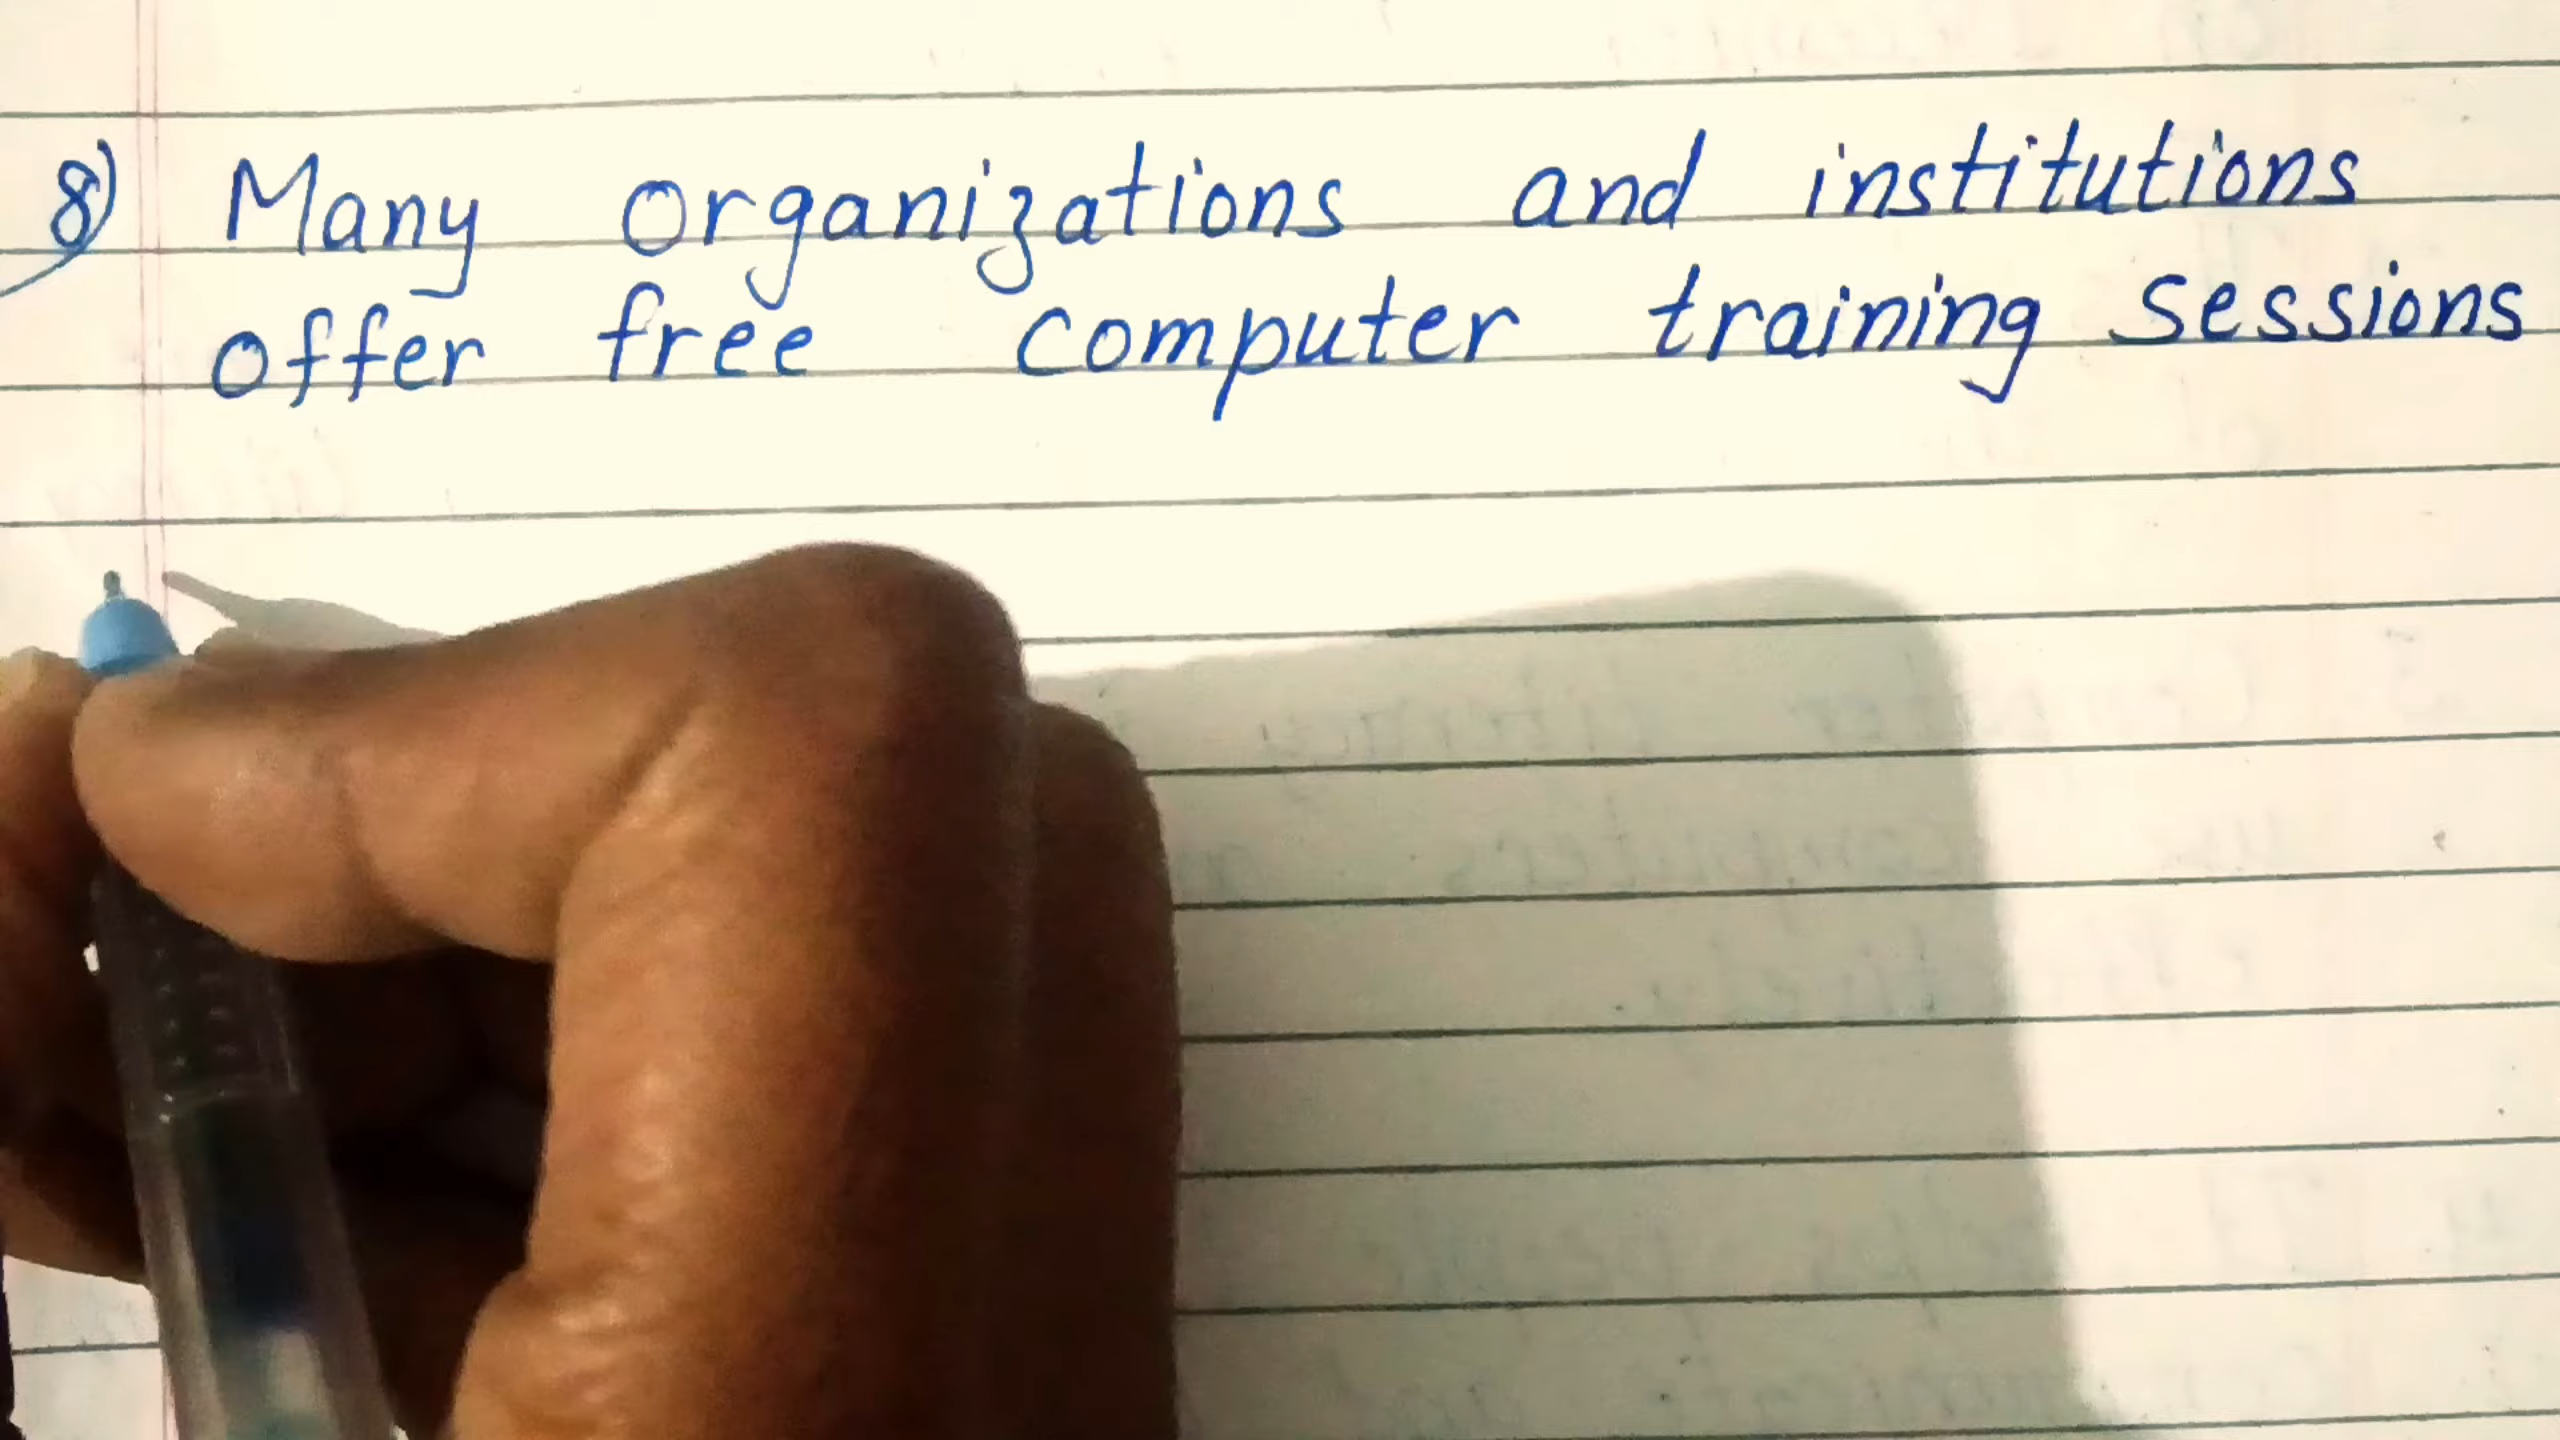 8) Many organizations and institutions
offer free computer training sessions